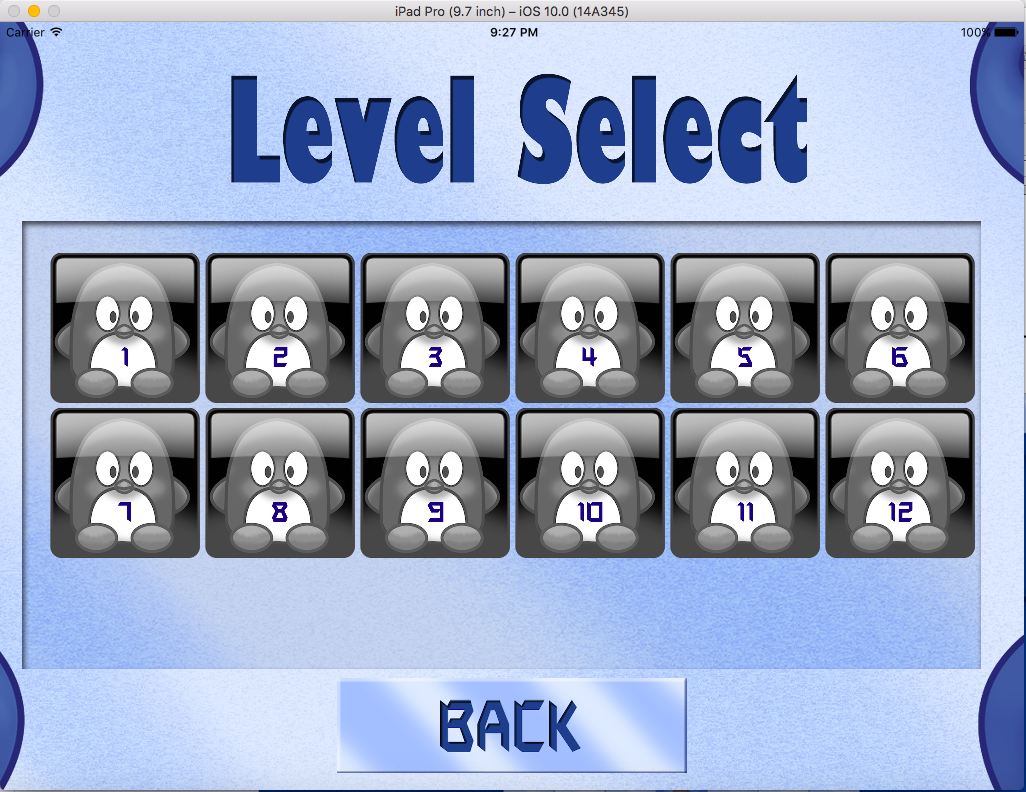 iPad Pro (9.7 inch) – iOS 10.0 (14A345)
Carrier 9:27 PM 100%
Level Select
1 2 3 4 5 6
7 8 9 10 11 12
BACK